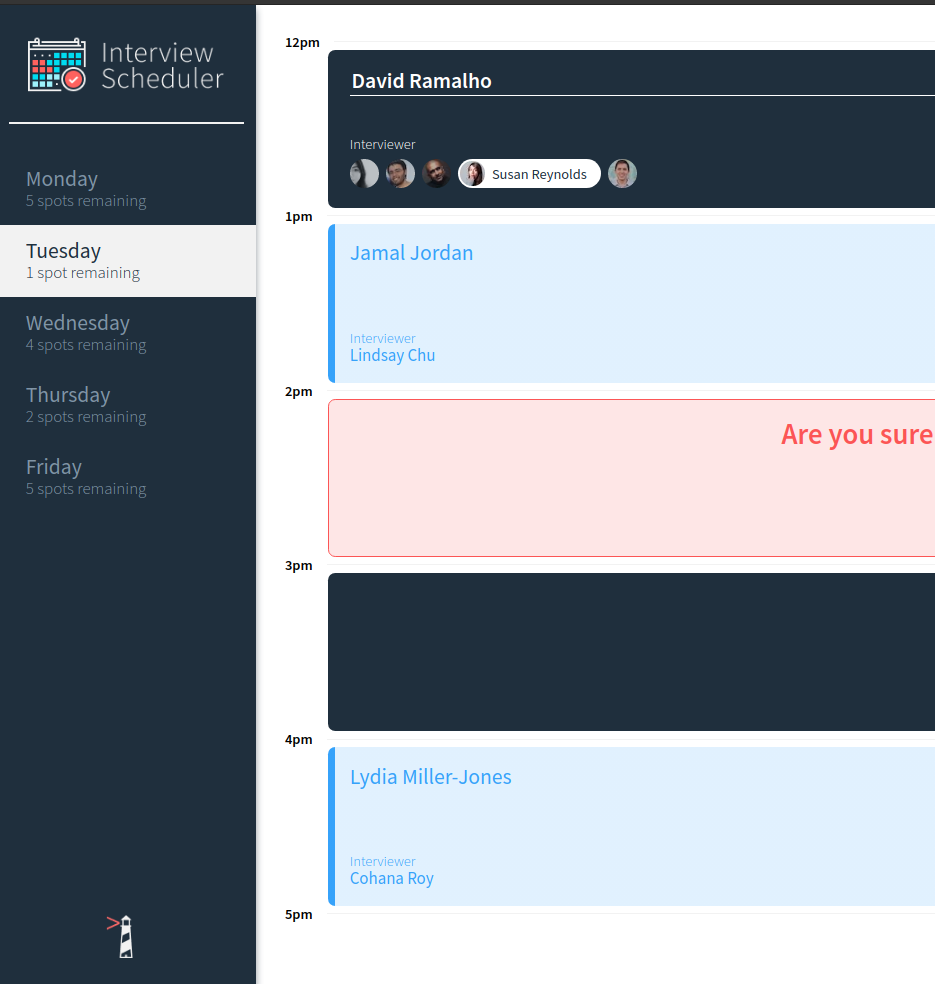 Interview
Scheduler
Monday
5 spots remaining
Tuesday
1 spot remaining
Wednesday
4 spots remaining
Thursday
2 spots remaining
Friday
5 spots remaining
12pm
David Ramalho
Interviewer
Susan Reynolds
1pm
Jamal Jordan
Interviewer
Lindsay Chu
2pm
Are you sure
3pm
4pm
Lydia Miller-Jones
Interviewer
Cohana Roy
5pm